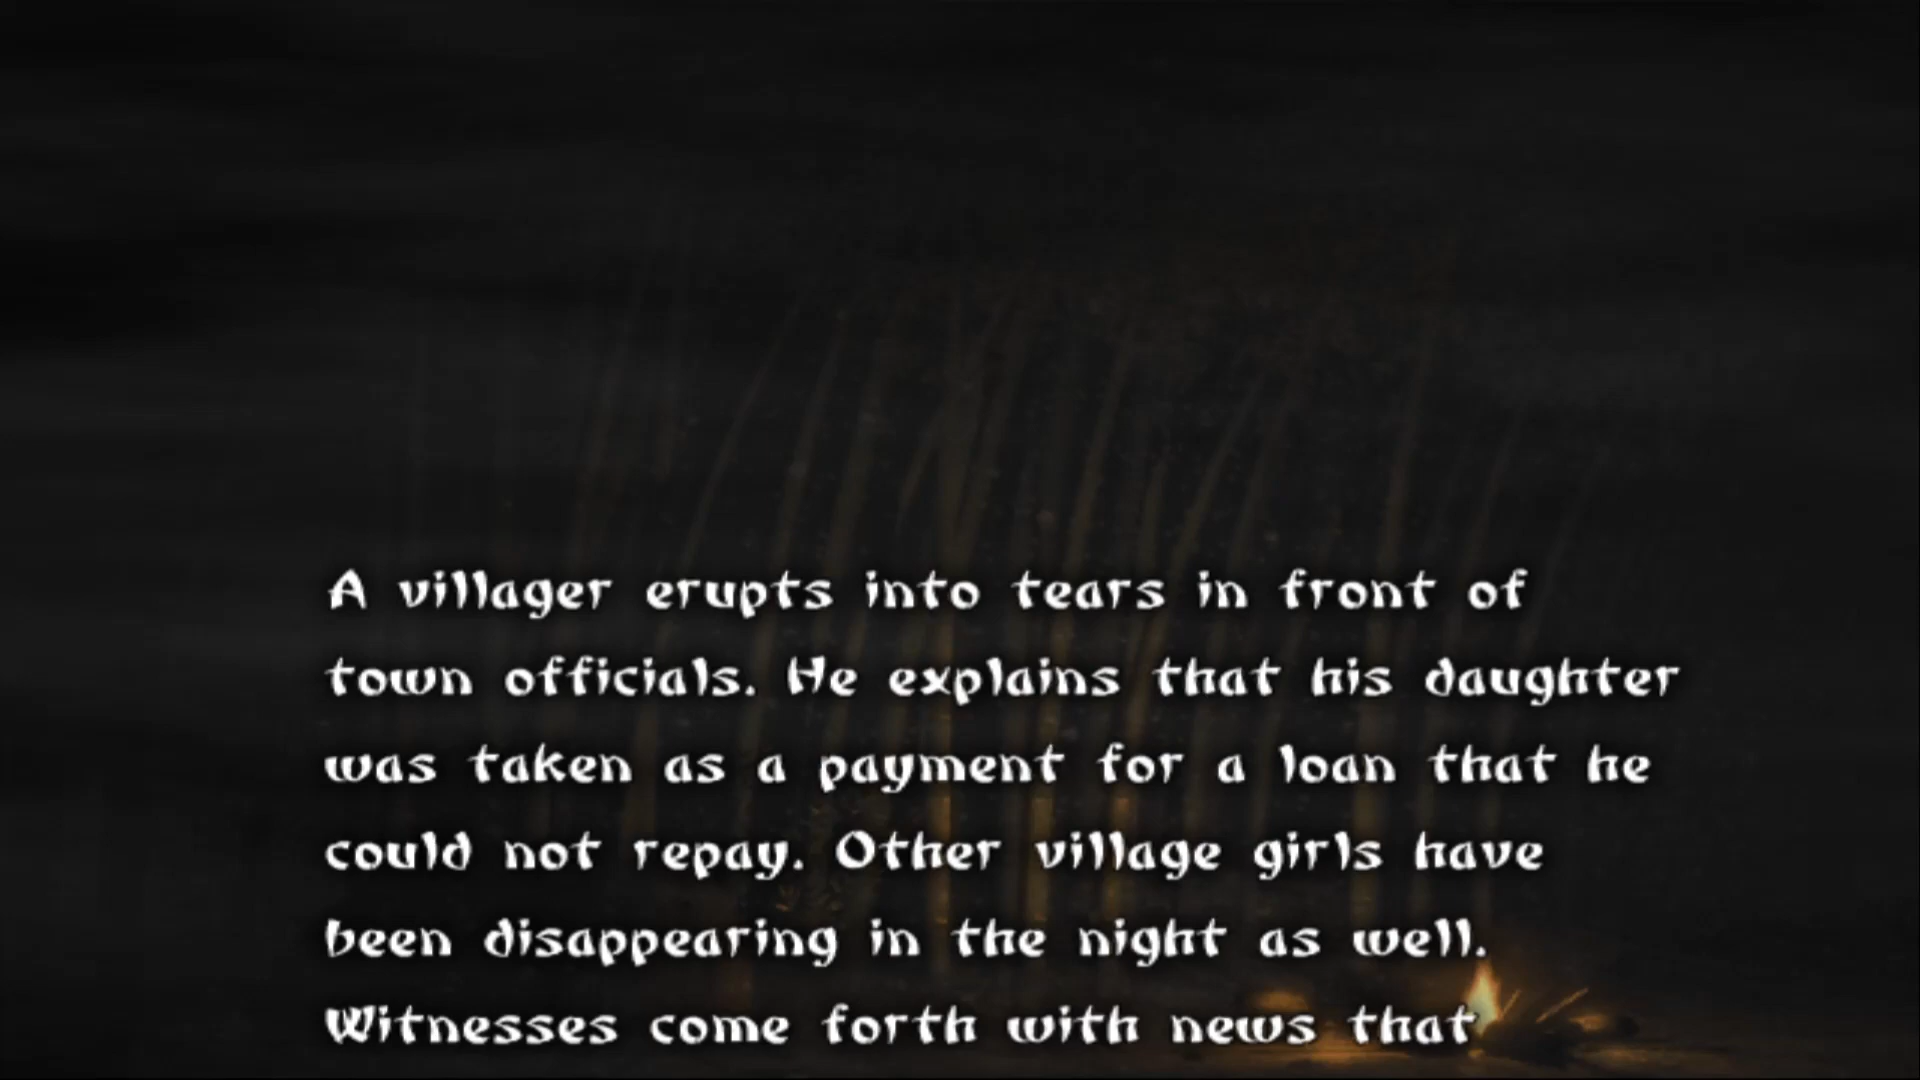 A villager erupts into tears in front of
town officials. He explains that his daughter
was taken as a payment for a loan that he
could not repay. Other village girls have
been disappearing in the night as well.
Witnesses come forth with news that